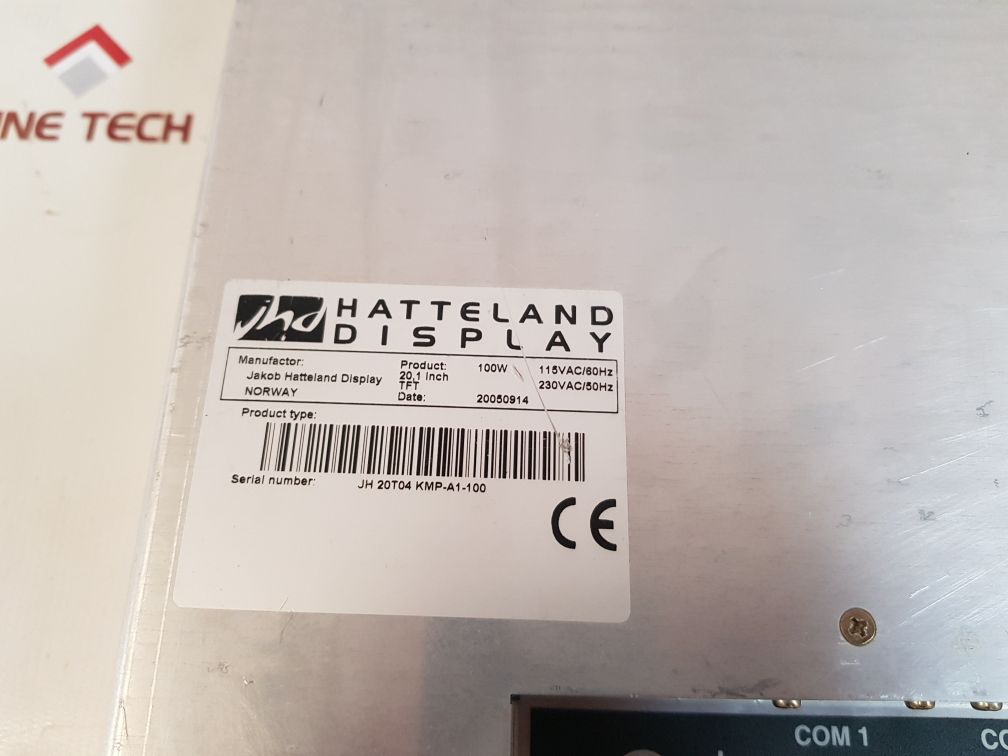 INE TECH
jhd HATTELAND
DISPLAY
Manufactor:
Jakob Hatteland Display
NORWAY
Product: 100W 115VAC/60Hz
20,1 inch 230VAC/50Hz
TFT
Date: 20050914
Product type:
JH 20T04 KMP-A1-100
Serial number:
CE
COM 1